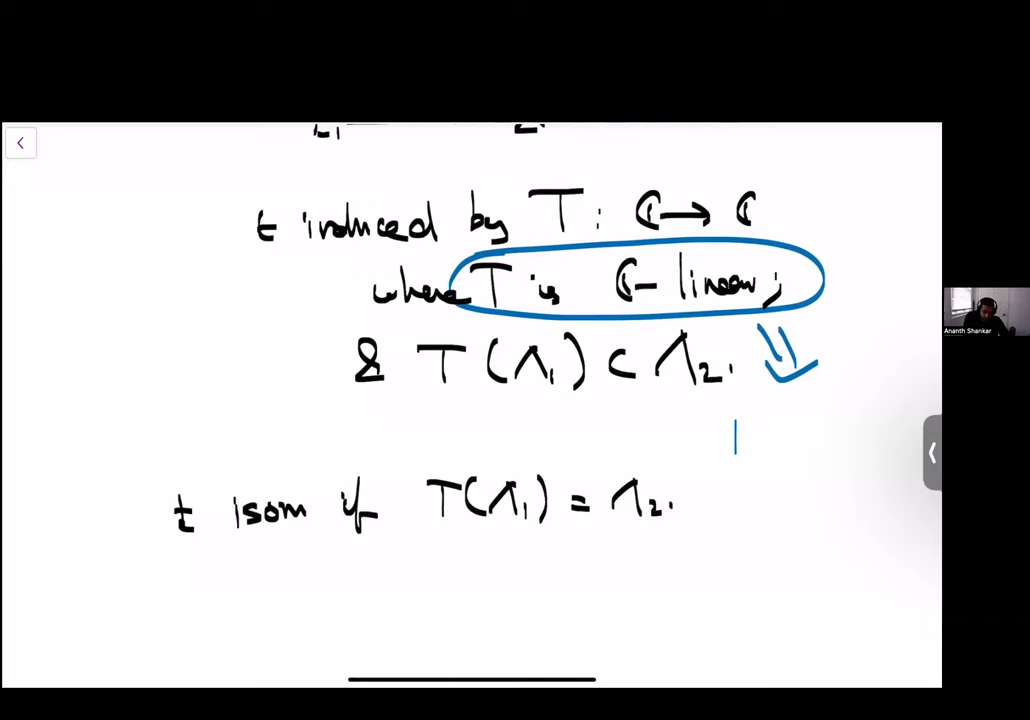 t induced by T: ℂ → ℂ
where T is ℂ-linear;
& T(Λ₁) ⊂ Λ₂.
t isom if T(Λ₁) = Λ₂.
Ananth Shankar